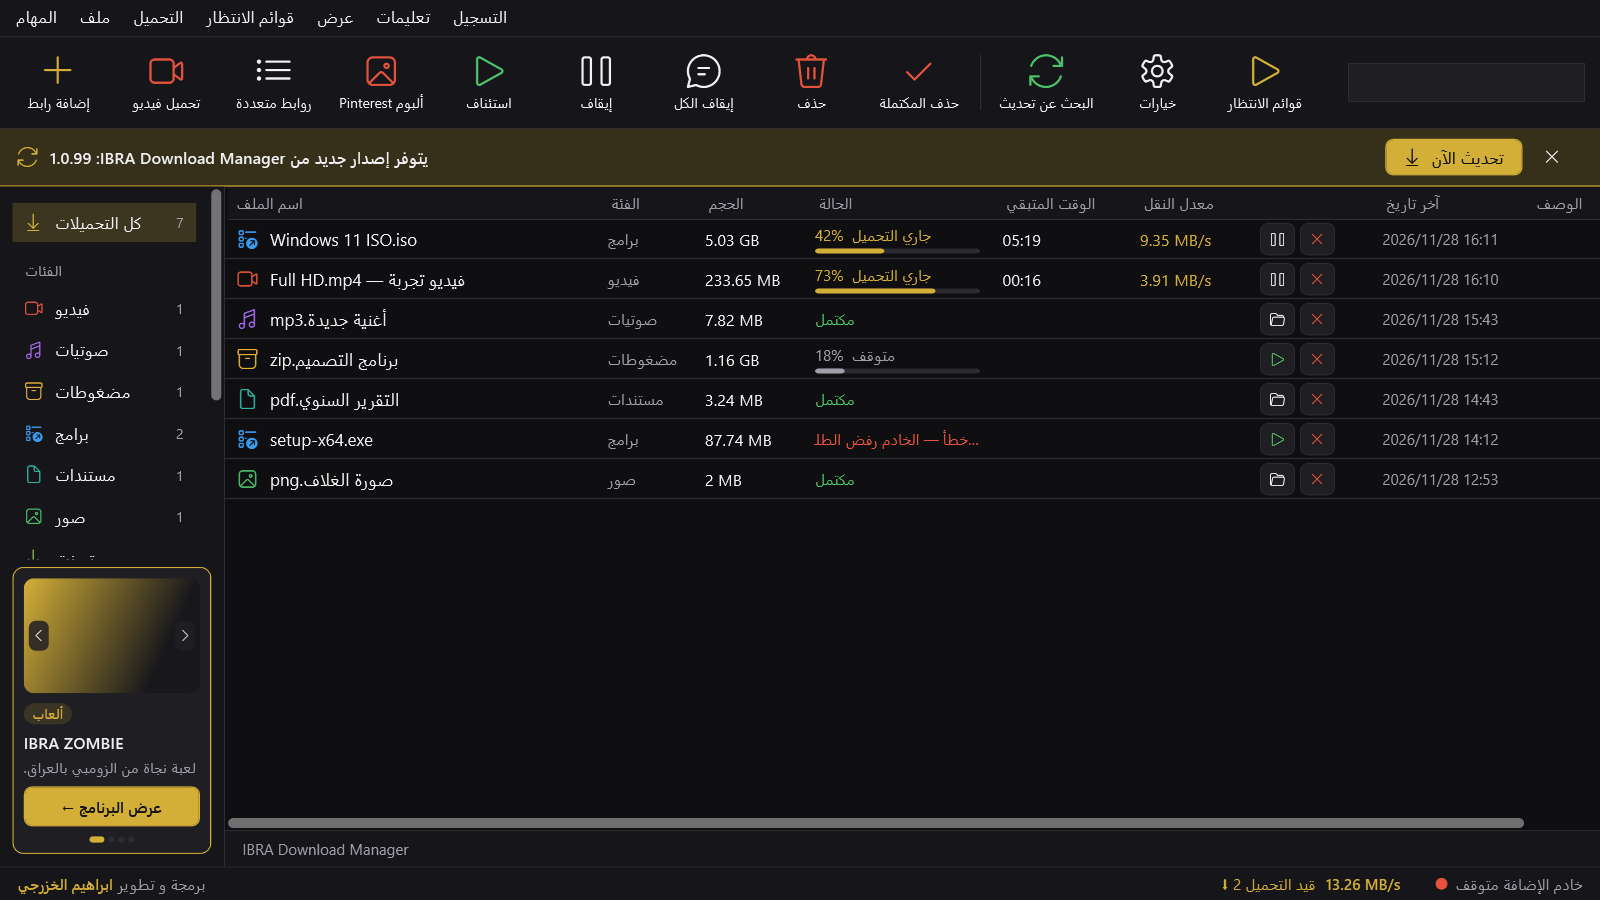 المهام ملف التحميل قوائم الانتظار عرض تعليمات التسجيل
إضافة رابط تحميل فيديو روابط متعددة ألبوم Pinterest استئناف إيقاف إيقاف الكل حذف حذف المكتملة البحث عن تحديث خيارات قوائم الانتظار
يتوفر إصدار جديد من IBRA Download Manager: 1.0.99
تحديث الآن
كل التحميلات 7
الفئات
فيديو 1
صوتيات 1
مضغوطات 1
برامج 2
مستندات 1
صور 1
ألعاب
IBRA ZOMBIE
لعبة نجاة من الزومبي بالعراق.
عرض البرنامج ←
اسم الملف الفئة الحجم الحالة الوقت المتبقي معدل النقل آخر تاريخ الوصف
Windows 11 ISO.iso برامج 5.03 GB جاري التحميل 42% 05:19 9.35 MB/s 2026/11/28 16:11
فيديو تجربة — Full HD.mp4 فيديو 233.65 MB جاري التحميل 73% 00:16 3.91 MB/s 2026/11/28 16:10
أغنية جديدة.mp3 صوتيات 7.82 MB مكتمل 2026/11/28 15:43
برنامج التصميم.zip مضغوطات 1.16 GB متوقف 18% 2026/11/28 15:12
التقرير السنوي.pdf مستندات 3.24 MB مكتمل 2026/11/28 14:43
setup-x64.exe برامج 87.74 MB خطأ — الخادم رفض الطل... 2026/11/28 14:12
صورة الغلاف.png صور 2 MB مكتمل 2026/11/28 12:53
IBRA Download Manager
برمجة و تطوير ابراهيم الخزرجي
⬇ 2 قيد التحميل 13.26 MB/s
خادم الإضافة متوقف